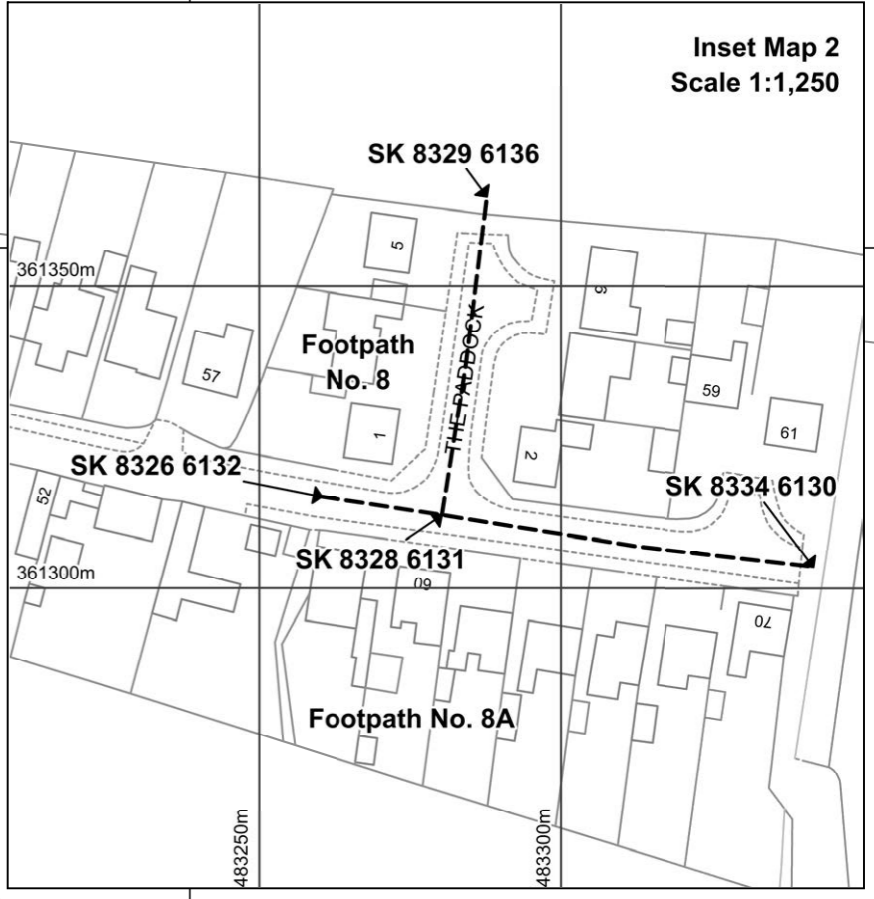 Inset Map 2
Scale 1:1,250
SK 8329 6136
5
361350m
9
THE PADDOCK
Footpath
No. 8
57
59
1
61
2
SK 8326 6132
SK 8334 6130
52
SK 8328 6131
361300m
60
70
Footpath No. 8A
483250m
483300m